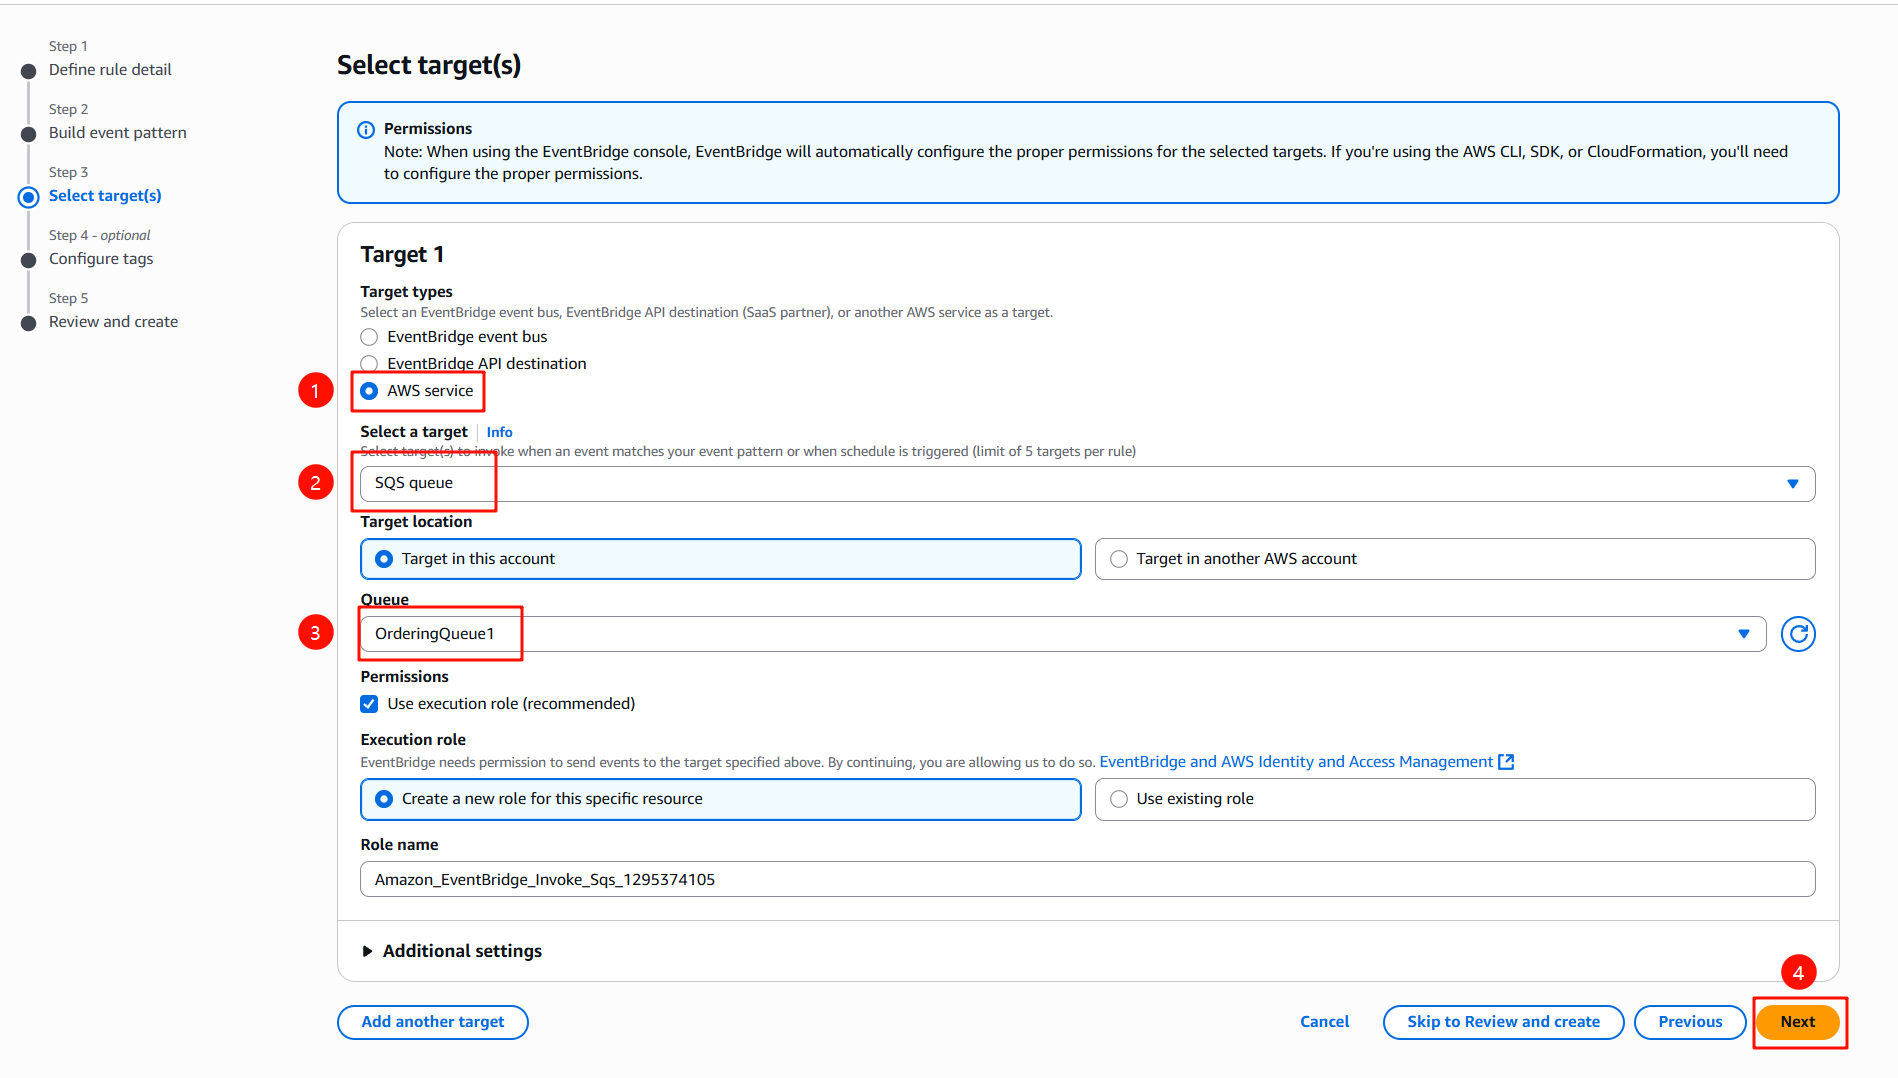 Step 1
Define rule detail
Step 2
Build event pattern
Step 3
Select target(s)
Step 4 - optional
Configure tags
Step 5
Review and create
Select target(s)
Permissions
Note: When using the EventBridge console, EventBridge will automatically configure the proper permissions for the selected targets. If you're using the AWS CLI, SDK, or CloudFormation, you'll need
to configure the proper permissions.
Target 1
Target types
Select an EventBridge event bus, EventBridge API destination (SaaS partner), or another AWS service as a target.
EventBridge event bus
EventBridge API destination
1
AWS service
Select a target Info
Select target(s) to invoke when an event matches your event pattern or when schedule is triggered (limit of 5 targets per rule)
2
SQS queue
Target location
Target in this account
Target in another AWS account
Queue
3
OrderingQueue1
Permissions
Use execution role (recommended)
Execution role
EventBridge needs permission to send events to the target specified above. By continuing, you are allowing us to do so. EventBridge and AWS Identity and Access Management
Create a new role for this specific resource
Use existing role
Role name
Amazon_EventBridge_Invoke_Sqs_1295374105
Additional settings
4
Add another target
Cancel
Skip to Review and create
Previous
Next